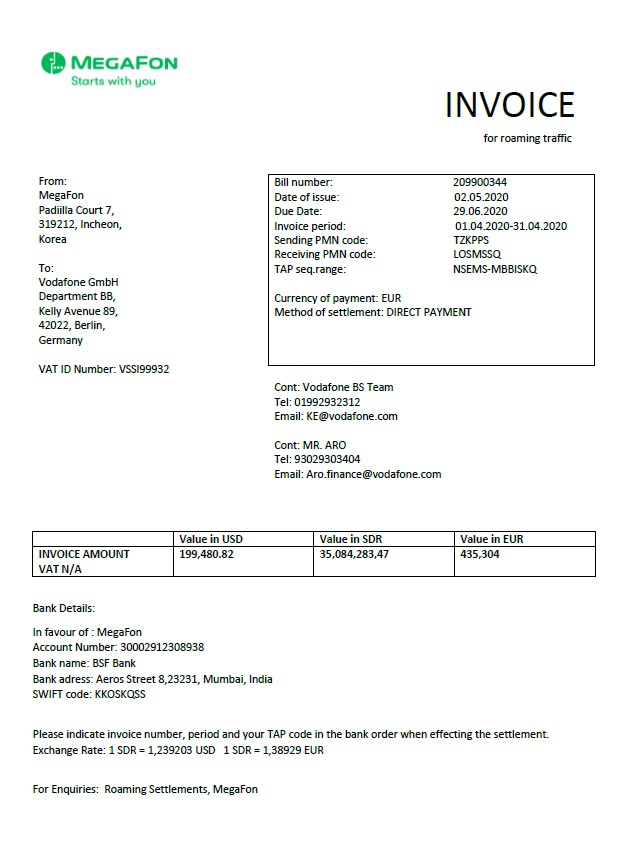 MEGAFON
Starts with you
INVOICE
for roaming traffic
From:
MegaFon
Padiilla Court 7,
319212, Incheon,
Korea
To:
Vodafone GmbH
Department BB,
Kelly Avenue 89,
42022, Berlin,
Germany
VAT ID Number: VSSI99932
Bill number: 209900344
Date of issue: 02.05.2020
Due Date: 29.06.2020
Invoice period: 01.04.2020-31.04.2020
Sending PMN code: TZKPPS
Receiving PMN code: LOSMSSQ
TAP seq.range: NSEMS-MBBISKQ
Currency of payment: EUR
Method of settlement: DIRECT PAYMENT
Cont: Vodafone BS Team
Tel: 01992932312
Email: KE@vodafone.com
Cont: MR. ARO
Tel: 93029303404
Email: Aro.finance@vodafone.com
Value in USD Value in SDR Value in EUR
INVOICE AMOUNT 199,480.82 35,084,283,47 435,304
VAT N/A
Bank Details:
In favour of : MegaFon
Account Number: 30002912308938
Bank name: BSF Bank
Bank adress: Aeros Street 8,23231, Mumbai, India
SWIFT code: KKOSKQSS
Please indicate invoice number, period and your TAP code in the bank order when effecting the settlement.
Exchange Rate: 1 SDR = 1,239203 USD 1 SDR = 1,38929 EUR
For Enquiries: Roaming Settlements, MegaFon